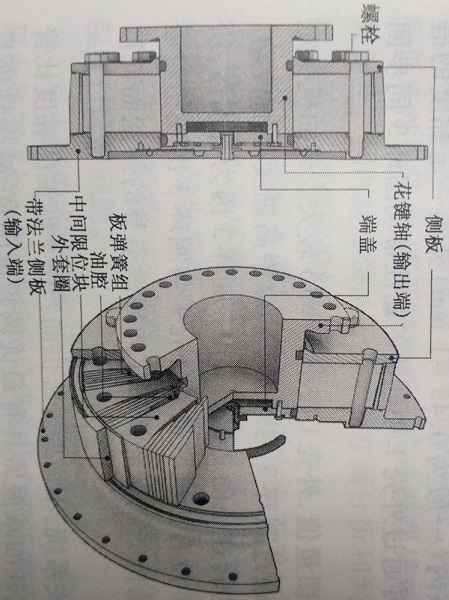 螺栓
侧板
花键轴(输出端)
端盖
板弹簧组
油腔
中间限位块
外套圈
带法兰侧板
(输入端)